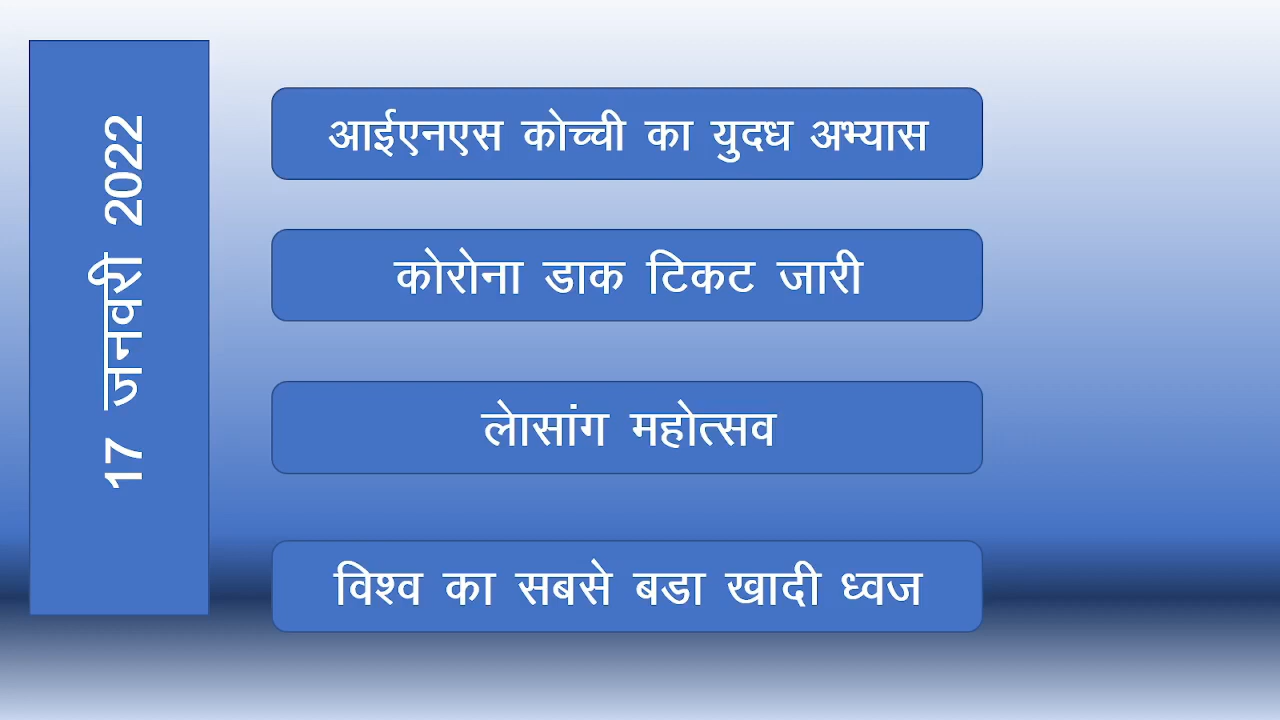 17 जनवरी 2022
आईएनएस कोच्ची का युदध अभ्यास
कोरोना डाक टिकट जारी
लोसांग महोत्सव
विश्व का सबसे बडा खादी ध्वज